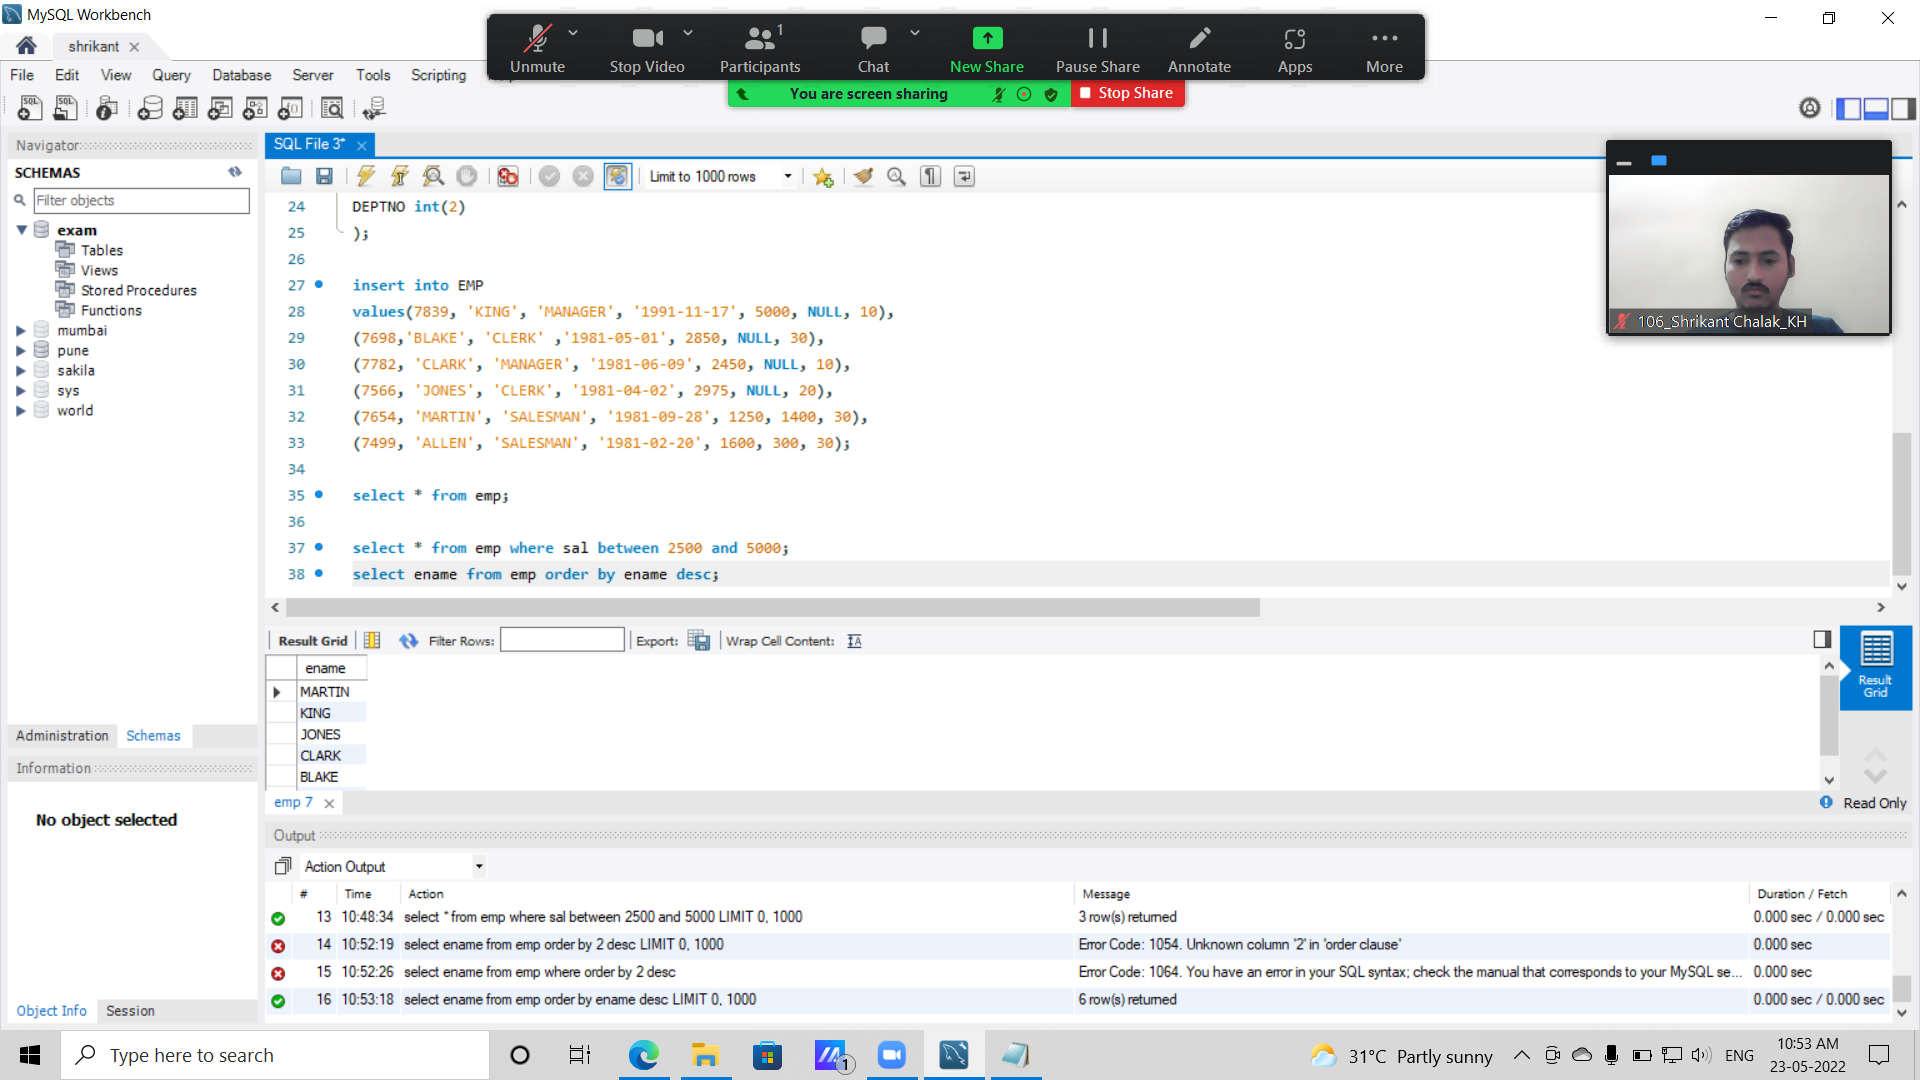 MySQL Workbench
shrikant
File Edit View Query Database Server Tools Scripting
Unmute Stop Video Participants 1 Chat New Share Pause Share Annotate Apps More
You are screen sharing Stop Share
Navigator
SCHEMAS
Filter objects
exam
Tables
Views
Stored Procedures
Functions
mumbai
pune
sakila
sys
world
Administration Schemas
Information
No object selected
Object Info Session
SQL File 3*
Limit to 1000 rows
24 DEPTNO int(2)
25 );
26
27 insert into EMP
28 values(7839, 'KING', 'MANAGER', '1991-11-17', 5000, NULL, 10),
29 (7698,'BLAKE', 'CLERK' ,'1981-05-01', 2850, NULL, 30),
30 (7782, 'CLARK', 'MANAGER', '1981-06-09', 2450, NULL, 10),
31 (7566, 'JONES', 'CLERK', '1981-04-02', 2975, NULL, 20),
32 (7654, 'MARTIN', 'SALESMAN', '1981-09-28', 1250, 1400, 30),
33 (7499, 'ALLEN', 'SALESMAN', '1981-02-20', 1600, 300, 30);
34
35 select * from emp;
36
37 select * from emp where sal between 2500 and 5000;
38 select ename from emp order by ename desc;
106_Shrikant Chalak_KH
Result Grid Filter Rows: Export: Wrap Cell Content:
ename
MARTIN
KING
JONES
CLARK
BLAKE
Result
Grid
emp 7
Read Only
Output
Action Output
# Time Action Message Duration / Fetch
13 10:48:34 select * from emp where sal between 2500 and 5000 LIMIT 0, 1000 3 row(s) returned 0.000 sec / 0.000 sec
14 10:52:19 select ename from emp order by 2 desc LIMIT 0, 1000 Error Code: 1054. Unknown column '2' in 'order clause' 0.000 sec
15 10:52:26 select ename from emp where order by 2 desc Error Code: 1064. You have an error in your SQL syntax; check the manual that corresponds to your MySQL se... 0.000 sec
16 10:53:18 select ename from emp order by ename desc LIMIT 0, 1000 6 row(s) returned 0.000 sec / 0.000 sec
Type here to search
1
31°C Partly sunny
ENG
10:53 AM
23-05-2022